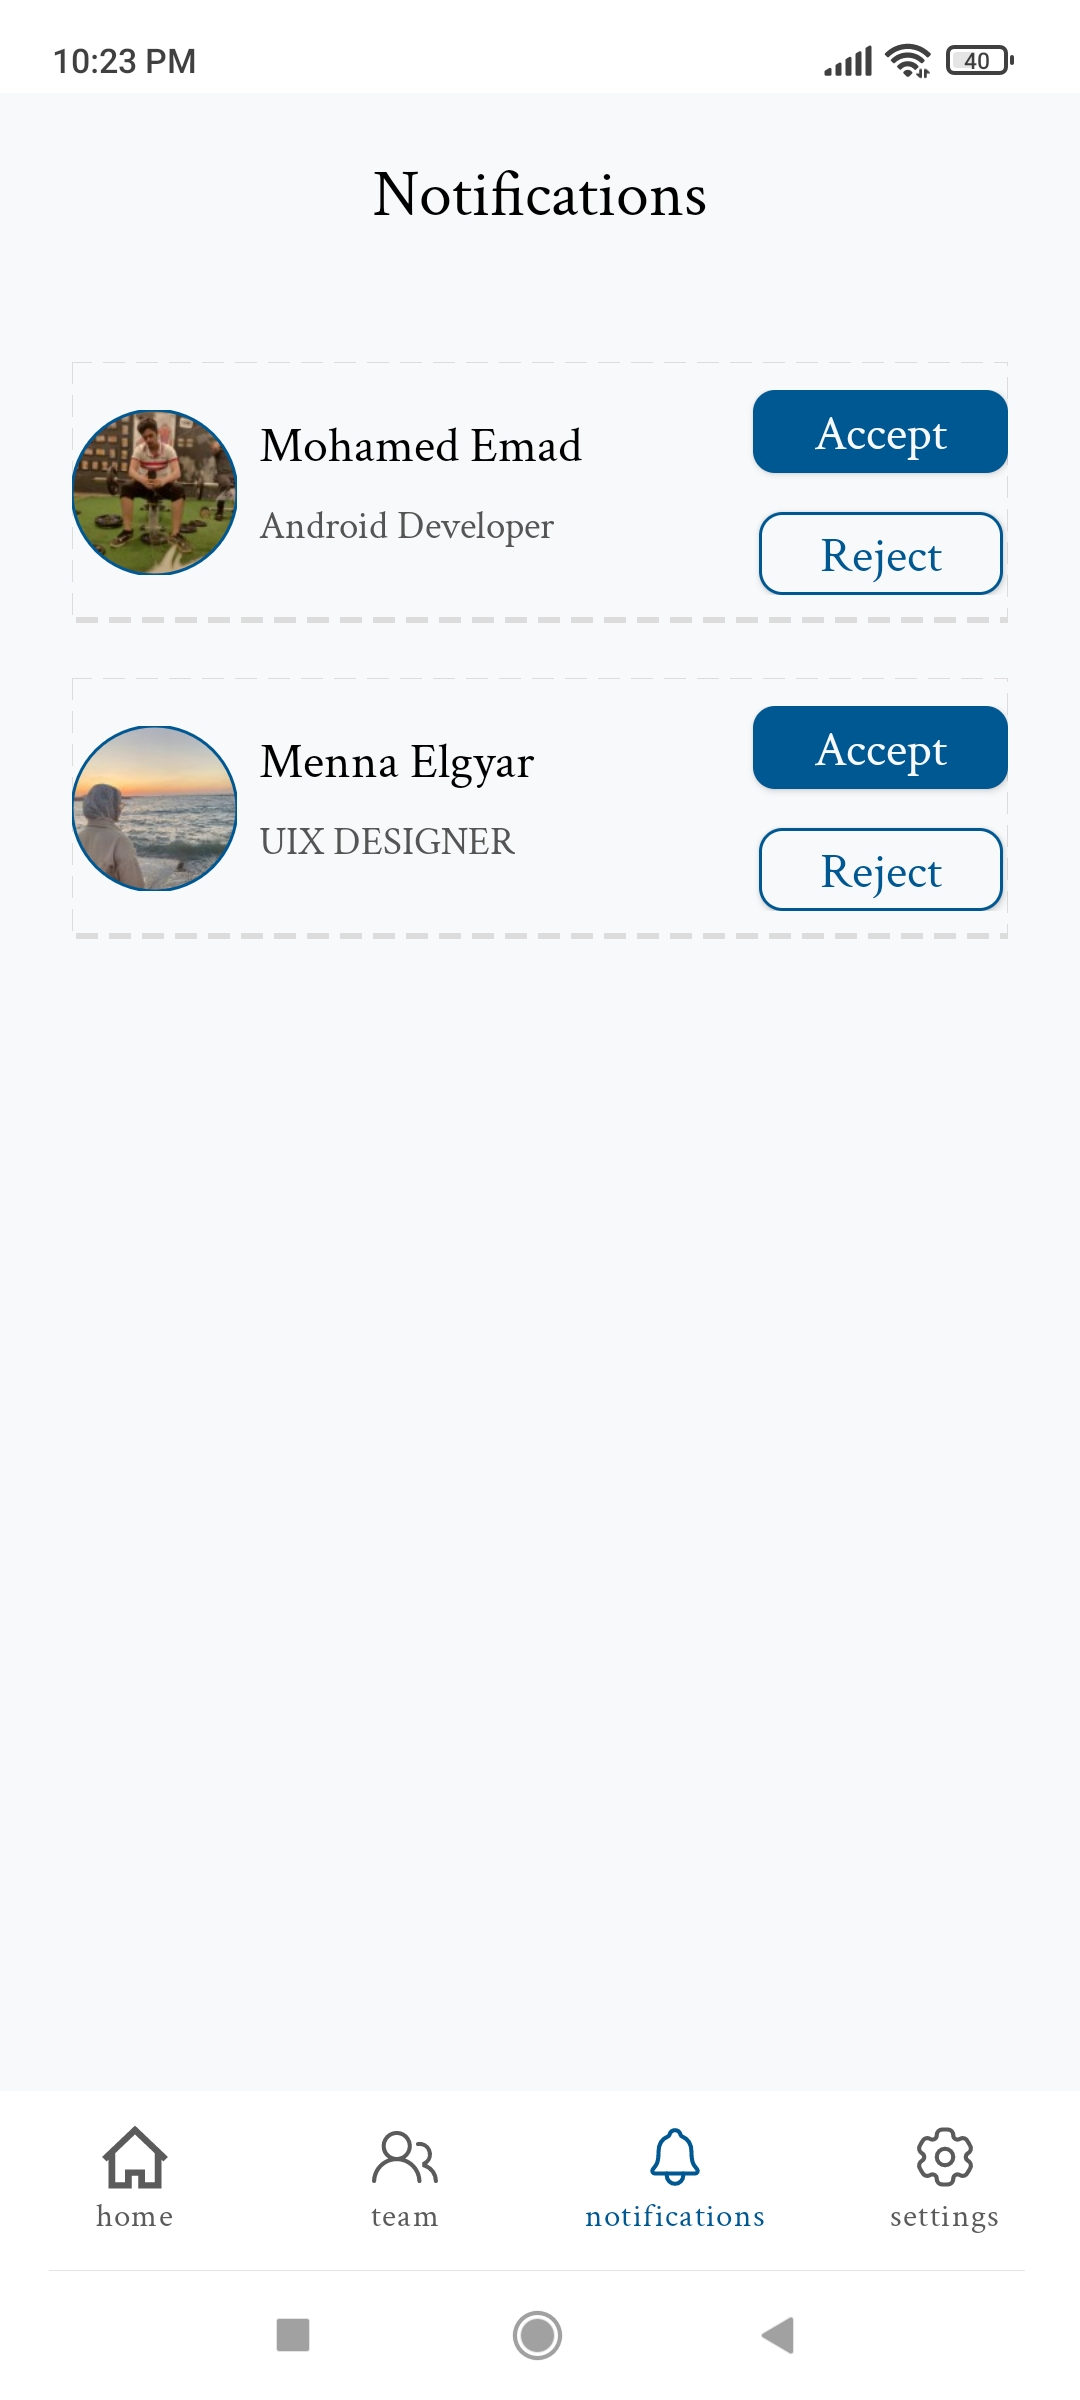 10:23 PM
40
Notifications
Mohamed Emad
Android Developer
Accept
Reject
Menna Elgyar
UIX DESIGNER
Accept
Reject
home
team
notifications
settings